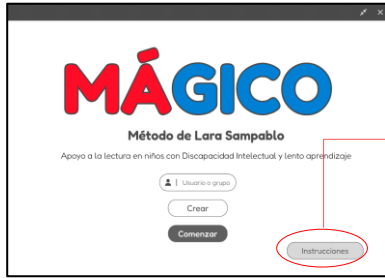 MÁGICO
Método de Lara Sampablo
Apoyo a la lectura en niños con Discapacidad Intelectual y lento aprendizaje
Usuario o grupo
Crear
Comenzar
Instrucciones